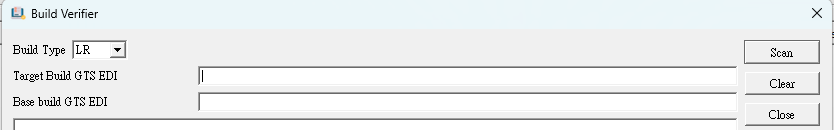 Build Verifier
Build Type LR
Scan
Target Build GTS EDI
Clear
Base build GTS EDI
Close